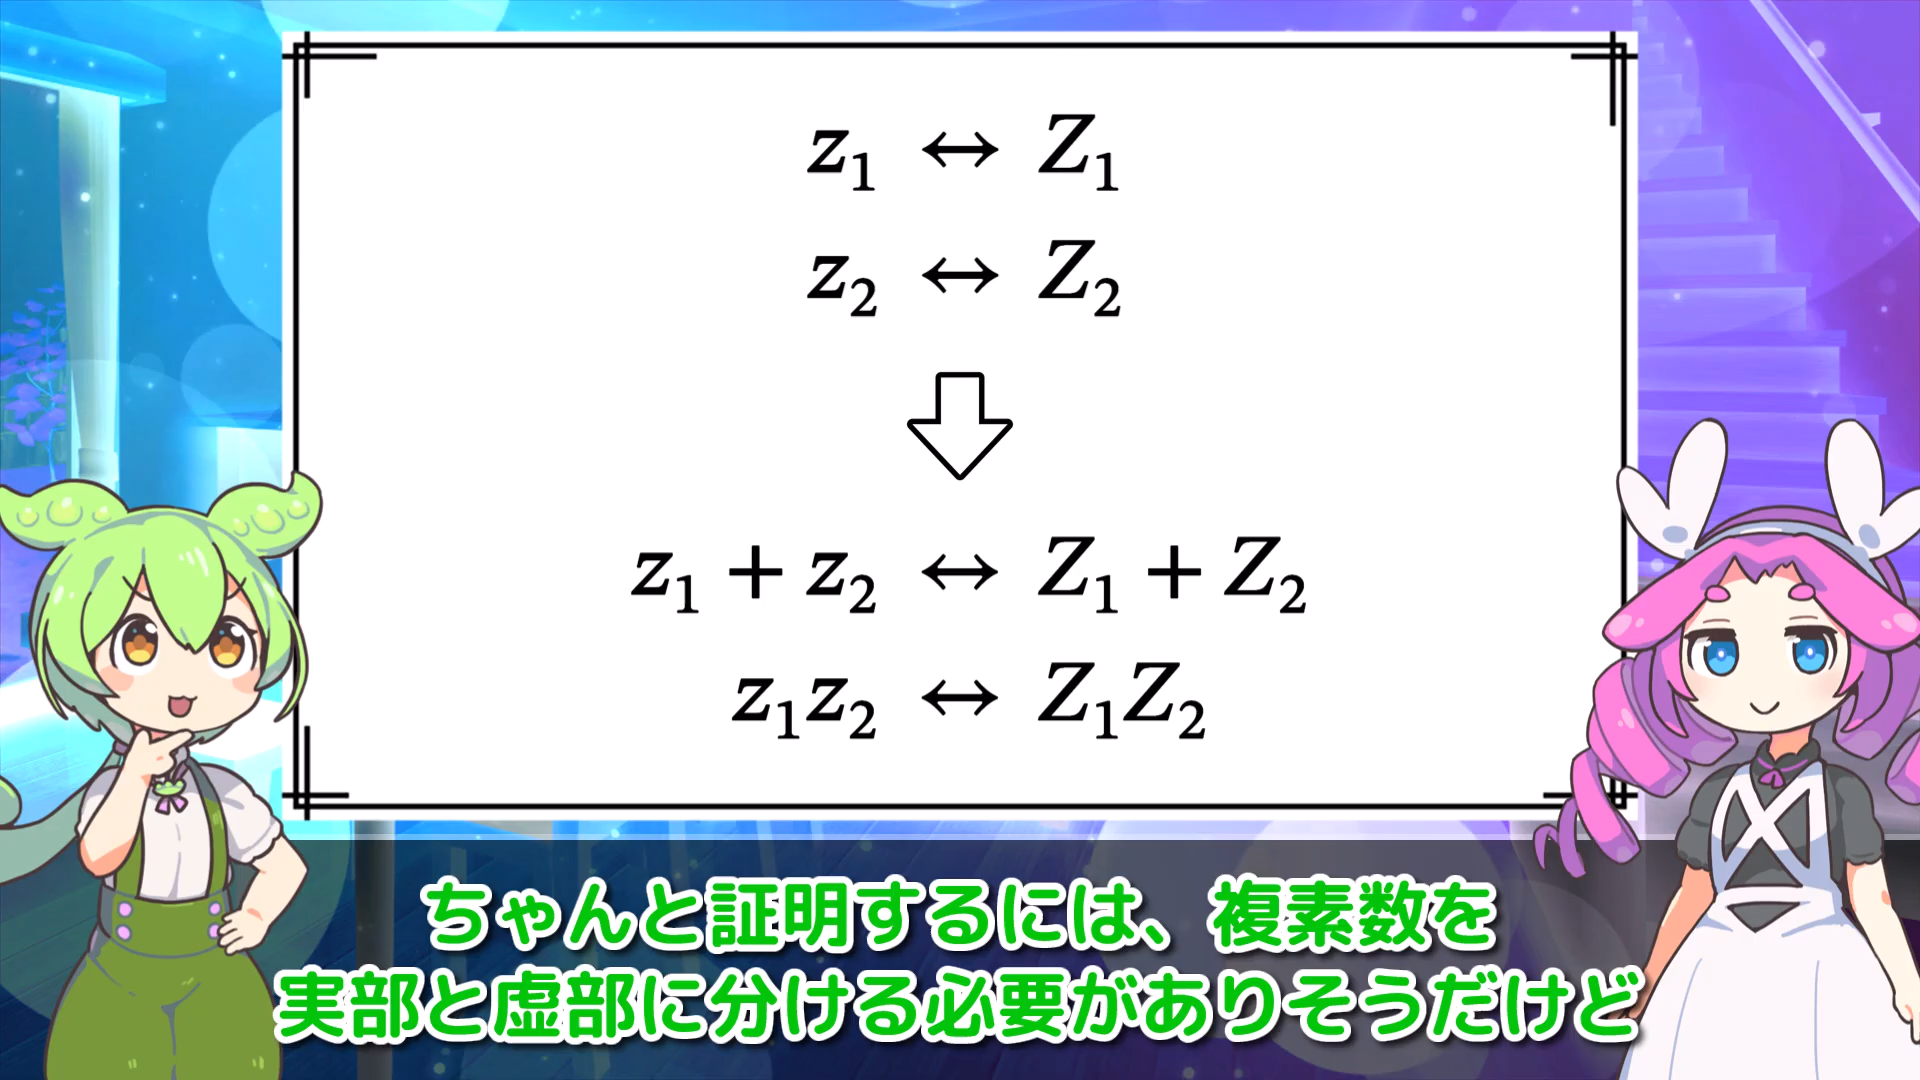 z₁ ↔ Z₁
z₂ ↔ Z₂
z₁ + z₂ ↔ Z₁ + Z₂
z₁z₂ ↔ Z₁Z₂
ちゃんと証明するには、複素数を
実部と虚部に分ける必要がありそうだけど